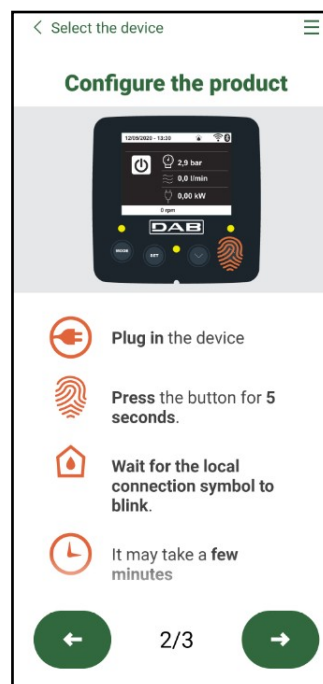 Select the device
Configure the product
12/05/2020 - 13:30
2,9 bar
0,0 l/min
0,00 kW
0 rpm
DAB
MODE
SET
Plug in the device
Press the button for 5
seconds.
Wait for the local
connection symbol to
blink.
It may take a few
minutes
2/3